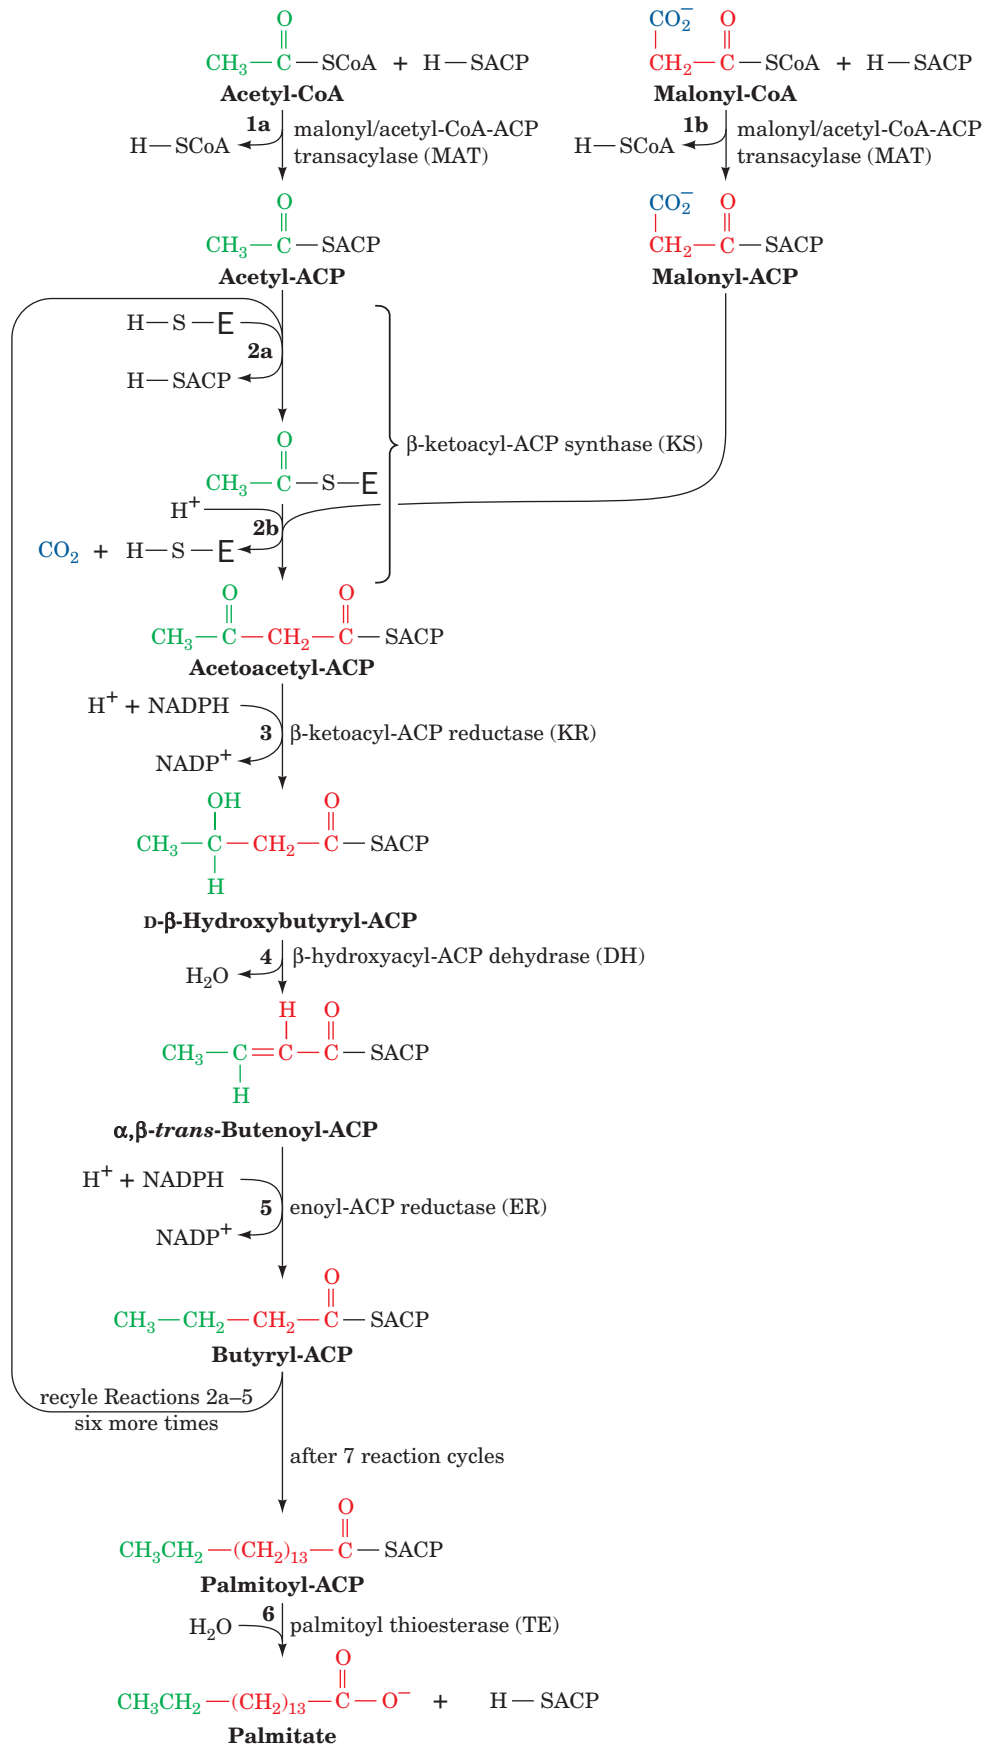 O
CH3—C—SCoA + H—SACP
Acetyl-CoA
CO2− O
CH2—C—SCoA + H—SACP
Malonyl-CoA
1a
malonyl/acetyl-CoA-ACP
transacylase (MAT)
H—SCoA
1b
malonyl/acetyl-CoA-ACP
transacylase (MAT)
H—SCoA
O
CH3—C—SACP
Acetyl-ACP
CO2− O
CH2—C—SACP
Malonyl-ACP
H—S—E
2a
H—SACP
β-ketoacyl-ACP synthase (KS)
O
CH3—C—S—E
H+
2b
CO2 + H—S—E
O O
CH3—C—CH2—C—SACP
Acetoacetyl-ACP
H+ + NADPH
3 β-ketoacyl-ACP reductase (KR)
NADP+
OH O
CH3—C—CH2—C—SACP
H
D-β-Hydroxybutyryl-ACP
4 β-hydroxyacyl-ACP dehydrase (DH)
H2O
H O
CH3—C=C—C—SACP
H
α,β-trans-Butenoyl-ACP
H+ + NADPH
5 enoyl-ACP reductase (ER)
NADP+
O
CH3—CH2—CH2—C—SACP
Butyryl-ACP
recyle Reactions 2a–5
six more times
after 7 reaction cycles
O
CH3CH2—(CH2)13—C—SACP
Palmitoyl-ACP
6
H2O palmitoyl thioesterase (TE)
O
CH3CH2—(CH2)13—C—O− + H—SACP
Palmitate